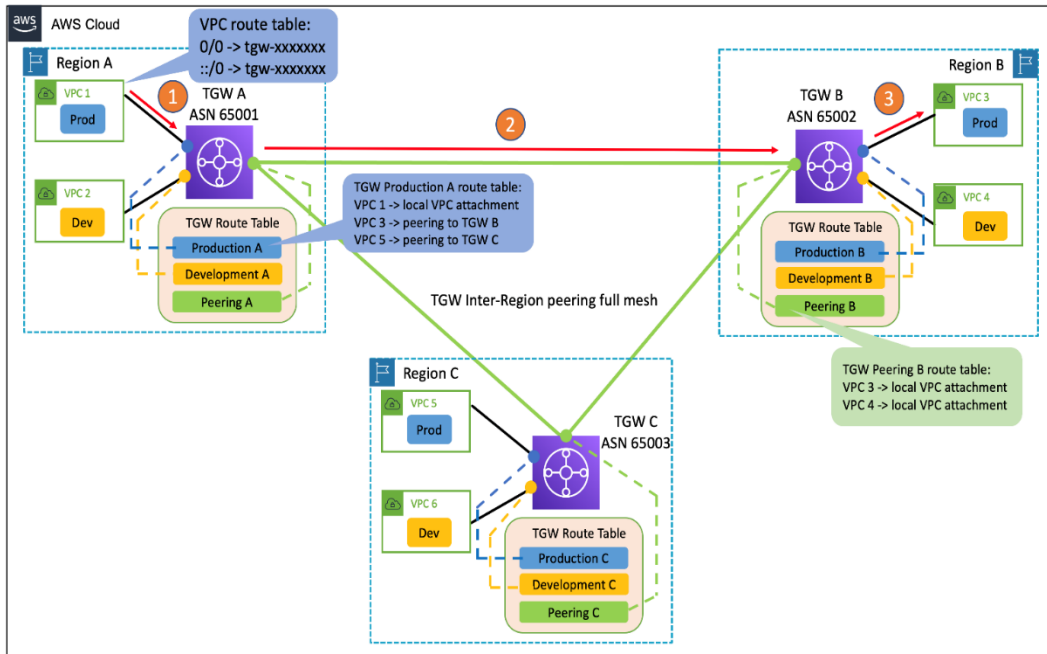 aws
AWS Cloud
VPC route table:
0/0 -> tgw-xxxxxxx
::/0 -> tgw-xxxxxxx
Region A
VPC 1
Prod
1
TGW A
ASN 65001
VPC 2
Dev
TGW Route Table
Production A
Development A
Peering A
TGW Production A route table:
VPC 1 -> local VPC attachment
VPC 3 -> peering to TGW B
VPC 5 -> peering to TGW C
2
Region B
TGW B
ASN 65002
3
VPC 3
Prod
VPC 4
Dev
TGW Route Table
Production B
Development B
Peering B
TGW Inter-Region peering full mesh
TGW Peering B route table:
VPC 3 -> local VPC attachment
VPC 4 -> local VPC attachment
Region C
VPC 5
Prod
TGW C
ASN 65003
VPC 6
Dev
TGW Route Table
Production C
Development C
Peering C